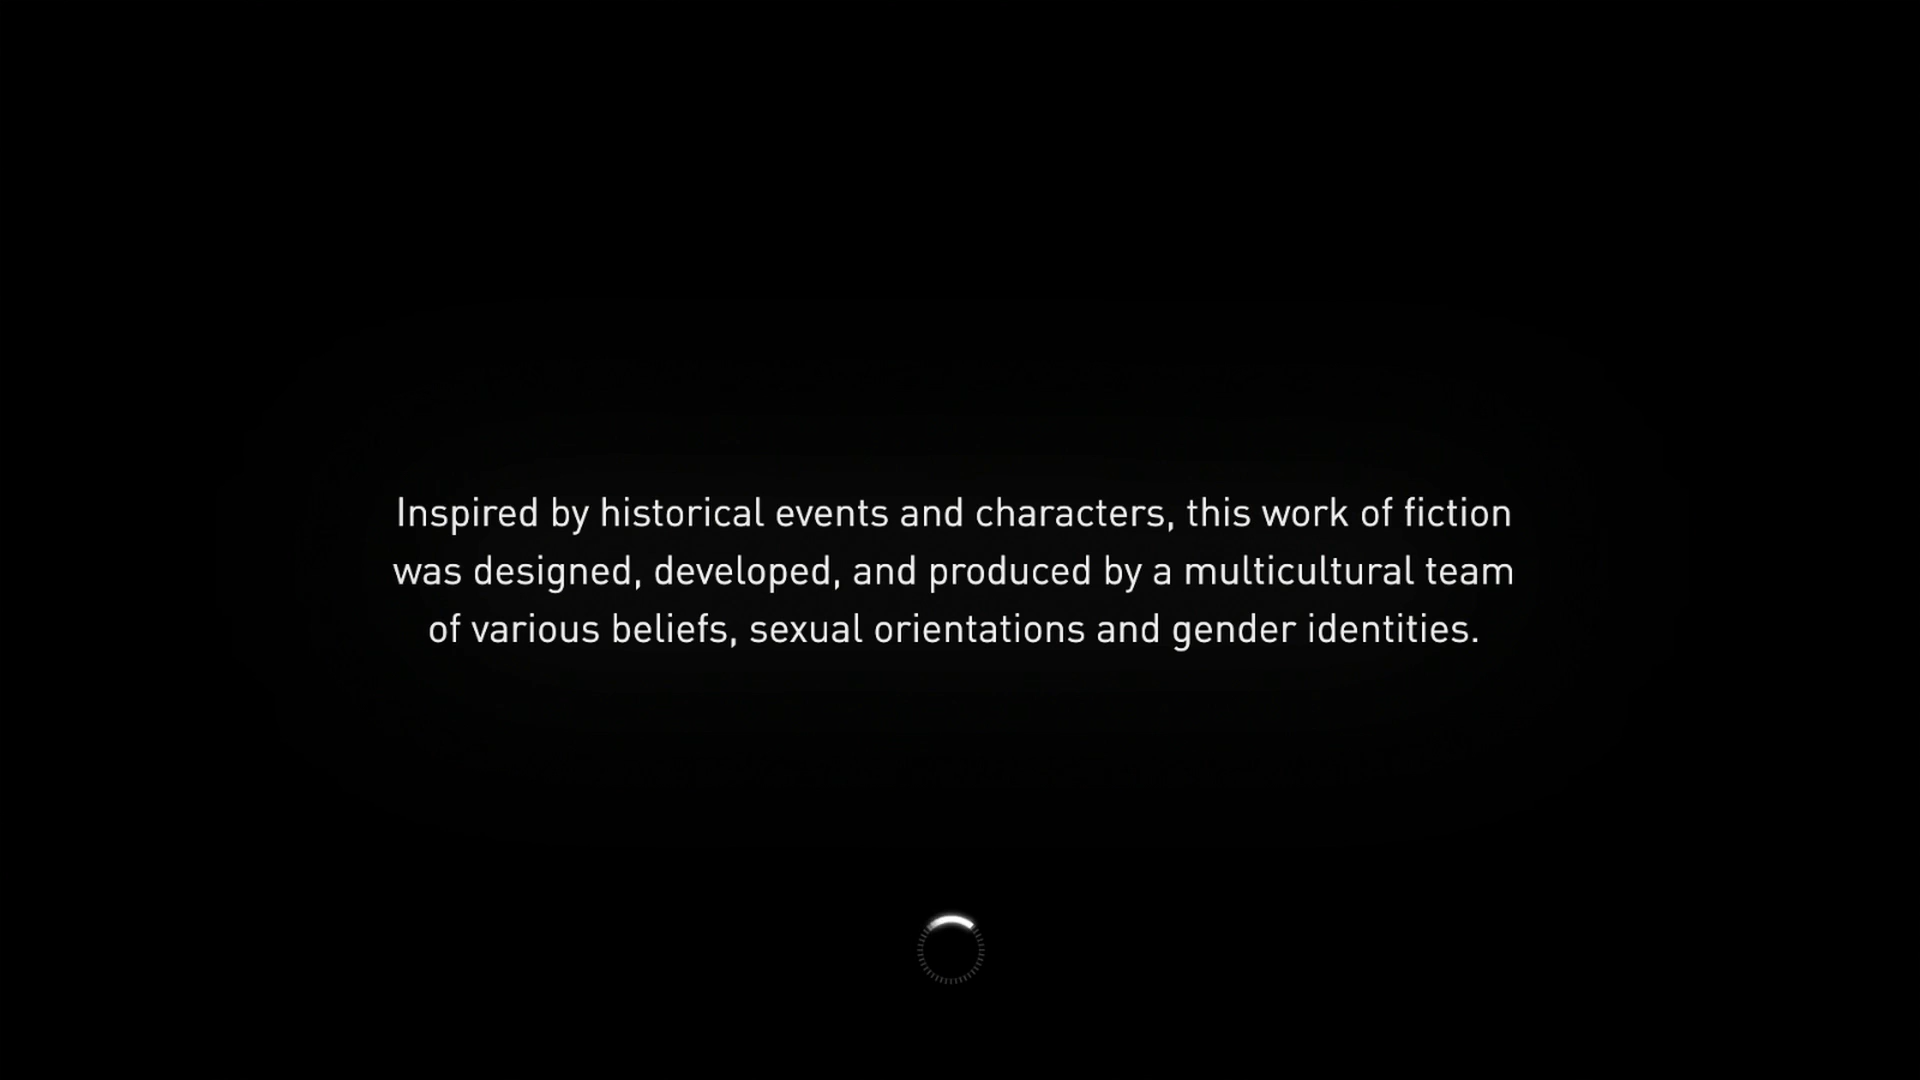 Inspired by historical events and characters, this work of fiction
was designed, developed, and produced by a multicultural team
of various beliefs, sexual orientations and gender identities.